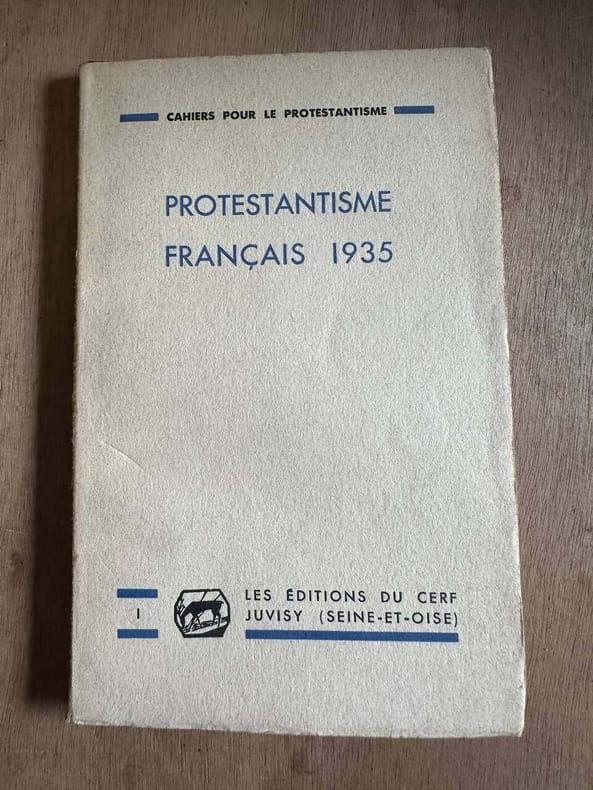 CAHIERS POUR LE PROTESTANTISME
PROTESTANTISME
FRANÇAIS 1935
I
LES ÉDITIONS DU CERF
JUVISY (SEINE-ET-OISE)